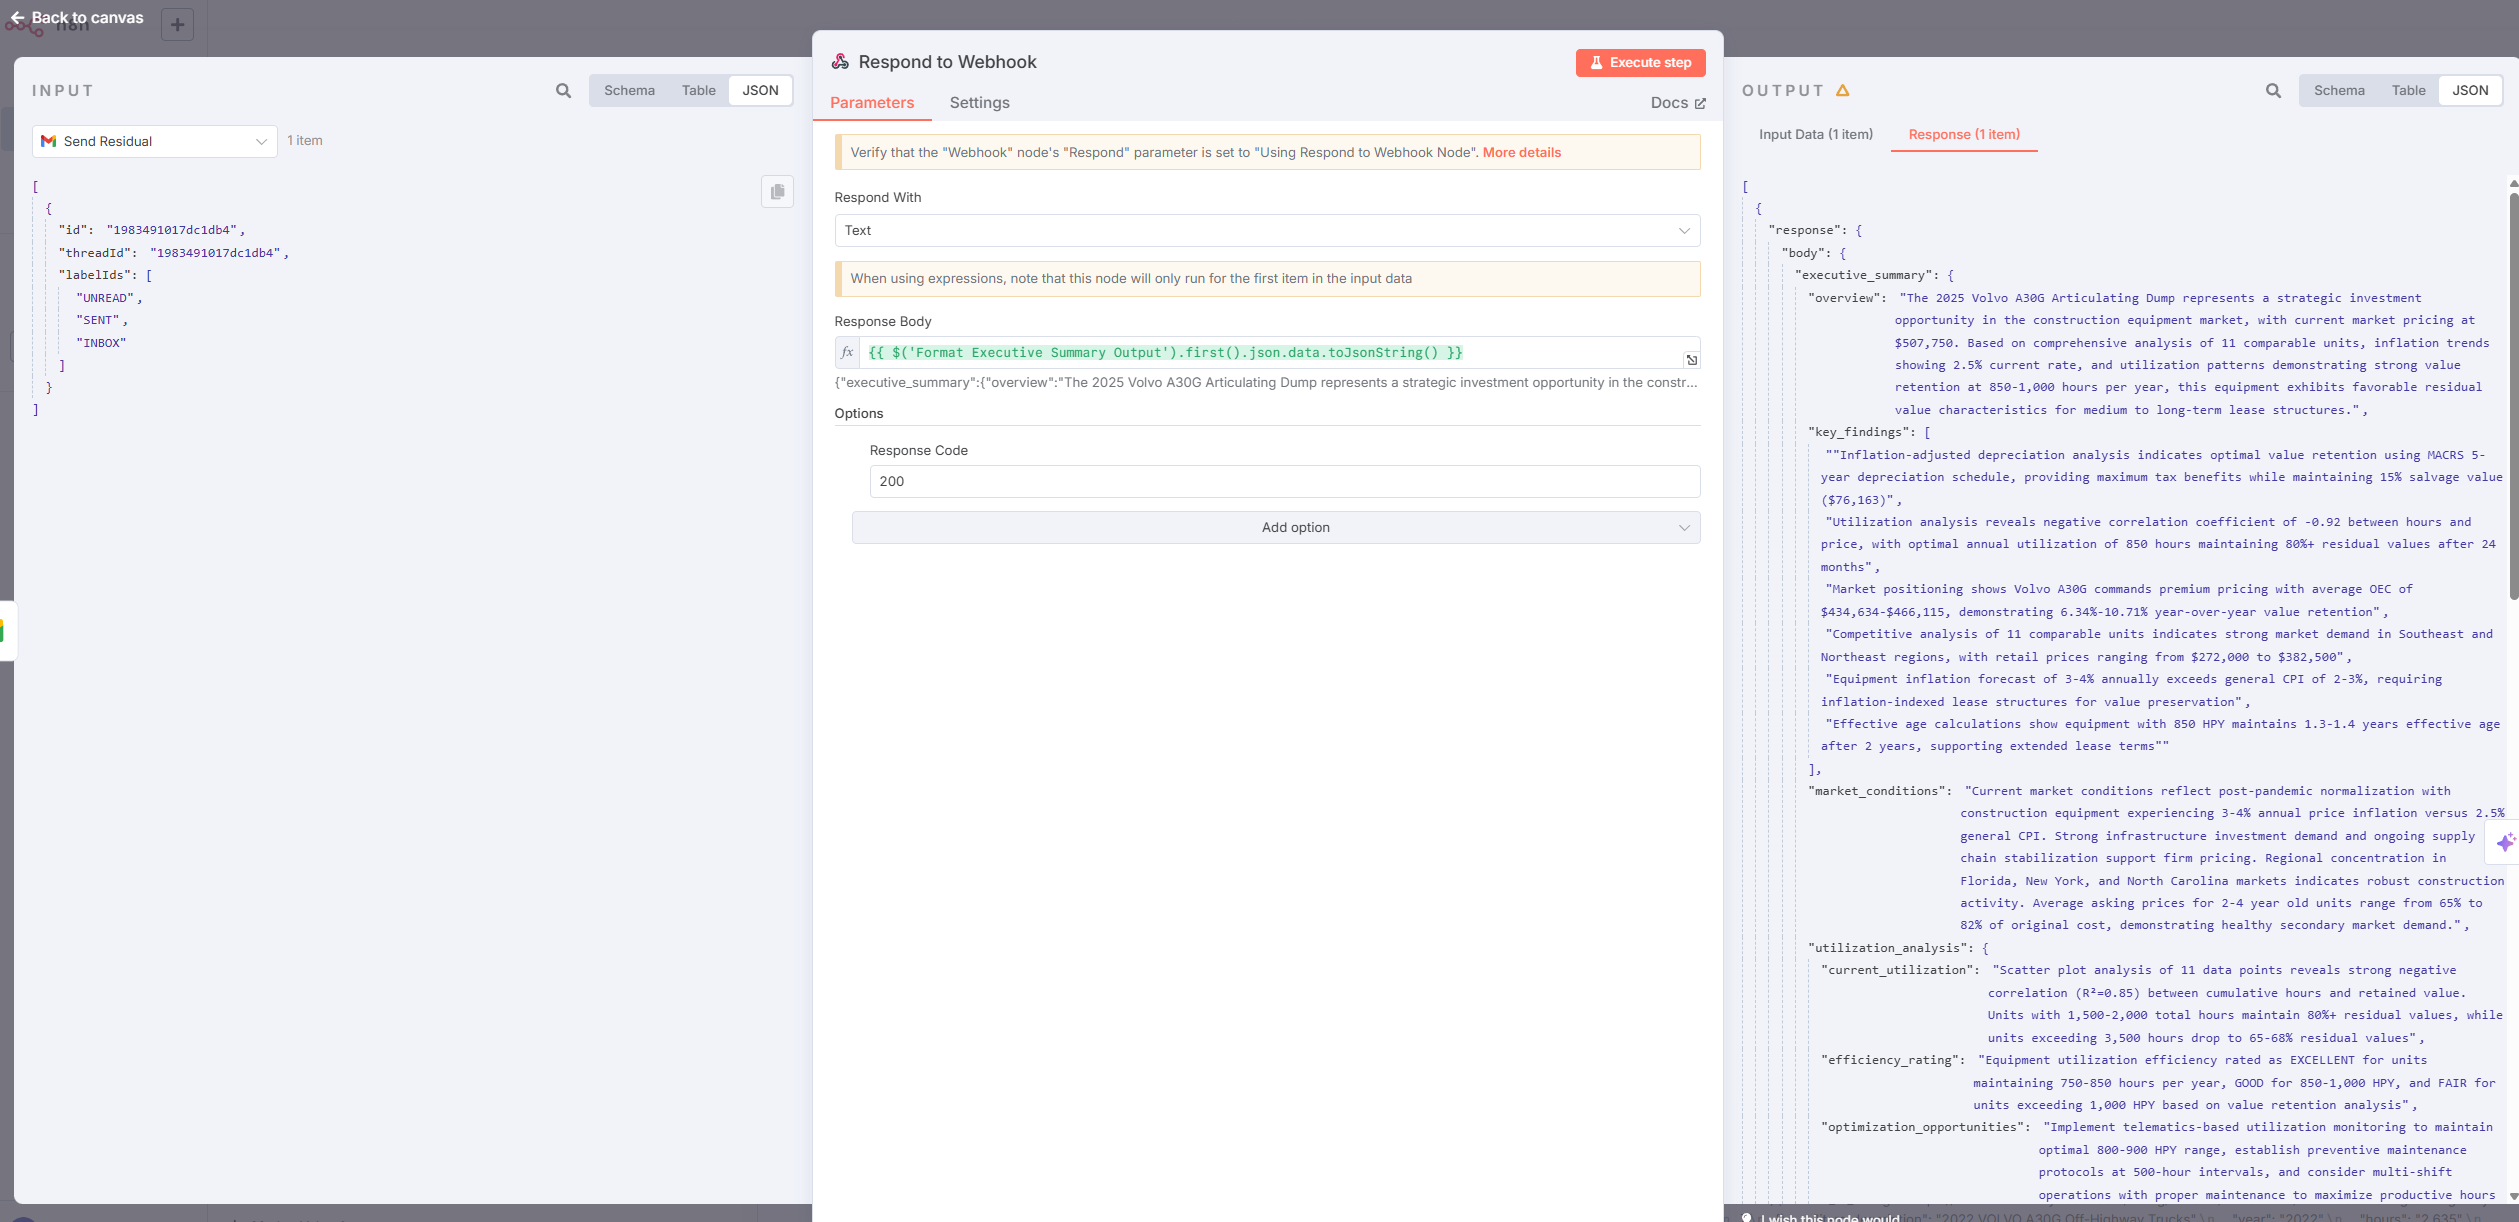 Back to canvas
n8n
INPUT
Schema
Table
JSON
Send Residual
1 item
[
{
"id": "1983491017dc1db4",
"threadId": "1983491017dc1db4",
"labelIds": [
"UNREAD",
"SENT",
"INBOX"
]
}
]
Respond to Webhook
Execute step
Parameters
Settings
Docs
Verify that the "Webhook" node's "Respond" parameter is set to "Using Respond to Webhook Node". More details
Respond With
Text
When using expressions, note that this node will only run for the first item in the input data
Response Body
fx {{ $('Format Executive Summary Output').first().json.data.toJsonString() }}
{"executive_summary":{"overview":"The 2025 Volvo A30G Articulating Dump represents a strategic investment opportunity in the constr...
Options
Response Code
200
Add option
OUTPUT
Schema
Table
JSON
Input Data (1 item)
Response (1 item)
[
{
"response": {
"body": {
"executive_summary": {
"overview": "The 2025 Volvo A30G Articulating Dump represents a strategic investment
opportunity in the construction equipment market, with current market pricing at
$507,750. Based on comprehensive analysis of 11 comparable units, inflation trends
showing 2.5% current rate, and utilization patterns demonstrating strong value
retention at 850-1,000 hours per year, this equipment exhibits favorable residual
value characteristics for medium to long-term lease structures.",
"key_findings": [
""Inflation-adjusted depreciation analysis indicates optimal value retention using MACRS 5-
year depreciation schedule, providing maximum tax benefits while maintaining 15% salvage value
($76,163)",
"Utilization analysis reveals negative correlation coefficient of -0.92 between hours and
price, with optimal annual utilization of 850 hours maintaining 80%+ residual values after 24
months",
"Market positioning shows Volvo A30G commands premium pricing with average OEC of
$434,634-$466,115, demonstrating 6.34%-10.71% year-over-year value retention",
"Competitive analysis of 11 comparable units indicates strong market demand in Southeast and
Northeast regions, with retail prices ranging from $272,000 to $382,500",
"Equipment inflation forecast of 3-4% annually exceeds general CPI of 2-3%, requiring
inflation-indexed lease structures for value preservation",
"Effective age calculations show equipment with 850 HPY maintains 1.3-1.4 years effective age
after 2 years, supporting extended lease terms""
],
"market_conditions": "Current market conditions reflect post-pandemic normalization with
construction equipment experiencing 3-4% annual price inflation versus 2.5%
general CPI. Strong infrastructure investment demand and ongoing supply
chain stabilization support firm pricing. Regional concentration in
Florida, New York, and North Carolina markets indicates robust construction
activity. Average asking prices for 2-4 year old units range from 65% to
82% of original cost, demonstrating healthy secondary market demand.",
"utilization_analysis": {
"current_utilization": "Scatter plot analysis of 11 data points reveals strong negative
correlation (R²=0.85) between cumulative hours and retained value.
Units with 1,500-2,000 total hours maintain 80%+ residual values, while
units exceeding 3,500 hours drop to 65-68% residual values",
"efficiency_rating": "Equipment utilization efficiency rated as EXCELLENT for units
maintaining 750-850 hours per year, GOOD for 850-1,000 HPY, and FAIR for
units exceeding 1,000 HPY based on value retention analysis",
"optimization_opportunities": "Implement telematics-based utilization monitoring to maintain
optimal 800-900 HPY range, establish preventive maintenance
protocols at 500-hour intervals, and consider multi-shift
operations with proper maintenance to maximize productive hours
I wish this node would
"2022 VOLVO A30G Off-Highway Trucks"\n "year": "2022"\n "hours": "2,635"\n